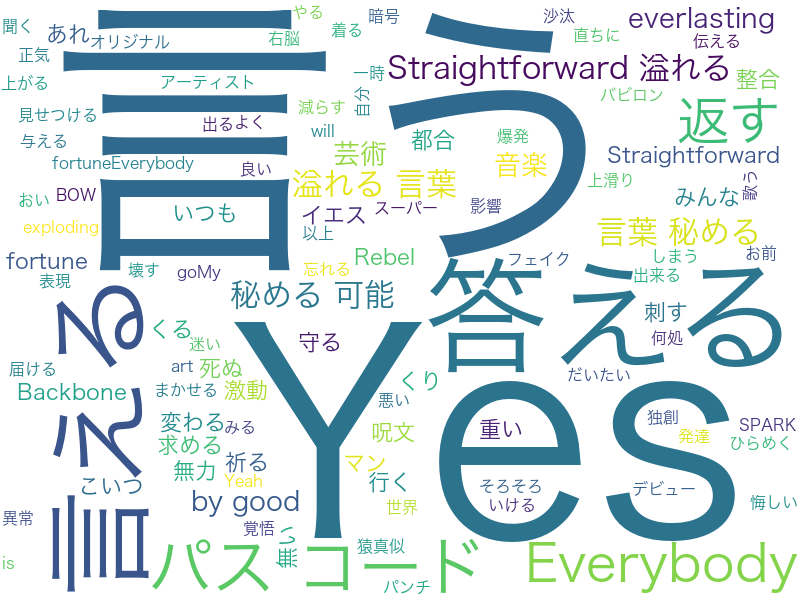 聞く
あれ
オリジナル
やる
右脳
着る
暗号
沙汰
直ちに
everlasting
伝える
正気
上がる
アーティスト
一時
Straightforward 溢れる
整合
言う
見せつける
与える
出る よく
減らす
自分
will
バビロン
返す
爆発
都合
芸術
fortuneEverybody
良い
音楽
Straightforward
上滑り
歌う
おい
BOW
いつも
溢れる 言葉
イエス
スーパー
影響
みんな
exploding
以上
言葉 秘める
fortune
表現
壊す
goMy
忘れる
Rebel
フェイク
しまう
出来る
お前
秘める 可能
答える
刺す
何処
言える
くる
迷い
守る
届ける
art
死ぬ
Backbone
まかせる
激動
くり
悪い
だいたい
Yes
変わる
みる
呪文
重い
独創
SPARK
求める
発達
ひらめく
無力
祈る
マン
こいつ
Yeah
行く
そろそろ
いける
デビュー
悔しい
by good
世界
異常
覚悟
無い
猿真似
is
パス コード
パンチ
Everybody